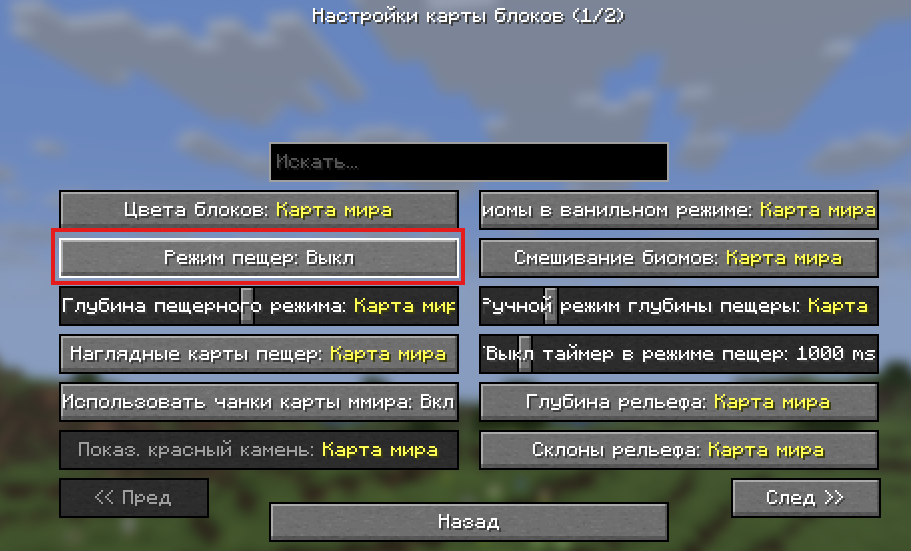 Настройки карты блоков (1/2)
Искать...
Цвета блоков: Карта мира
иомы в ванильном режиме: Карта мира
Режим пещер: Выкл
Смешивание биомов: Карта мира
Глубина пещерного режима: Карта мир
Ручной режим глубины пещеры: Карта
Наглядные карты пещер: Карта мира
Выкл таймер в режиме пещер: 1000 ms
Использовать чанки карты ммира: Вкл
Глубина рельефа: Карта мира
Показ. красный камень: Карта мира
Склоны рельефа: Карта мира
<< Пред
След >>
Назад